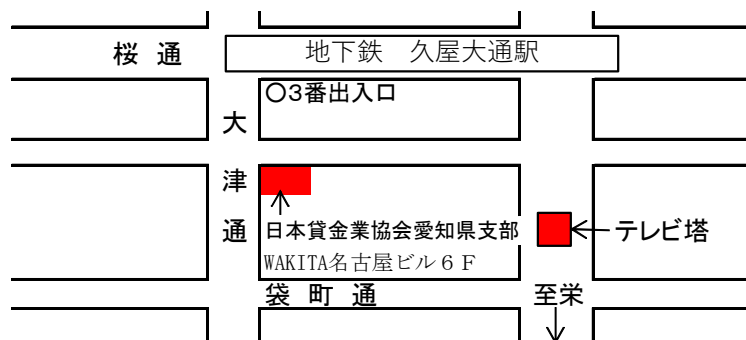 桜通
地下鉄　久屋大通駅
〇3番出入口
大津通
日本貸金業協会愛知県支部
WAKITA名古屋ビル６Ｆ
テレビ塔
袋町通
至栄